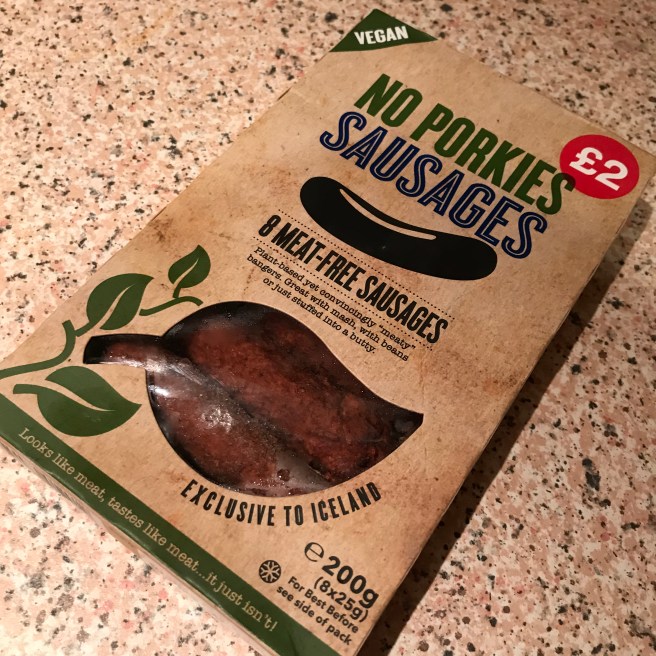 VEGAN
NO PORKIES
SAUSAGES
£2
8 MEAT-FREE SAUSAGES
Plant-based yet convincingly "meaty"
bangers. Great with mash, with beans
or just stuffed into a butty.
EXCLUSIVE TO ICELAND
Looks like meat, tastes like meat...it just isn't!
e 200g
(8x25g)
For Best Before
see side of pack.